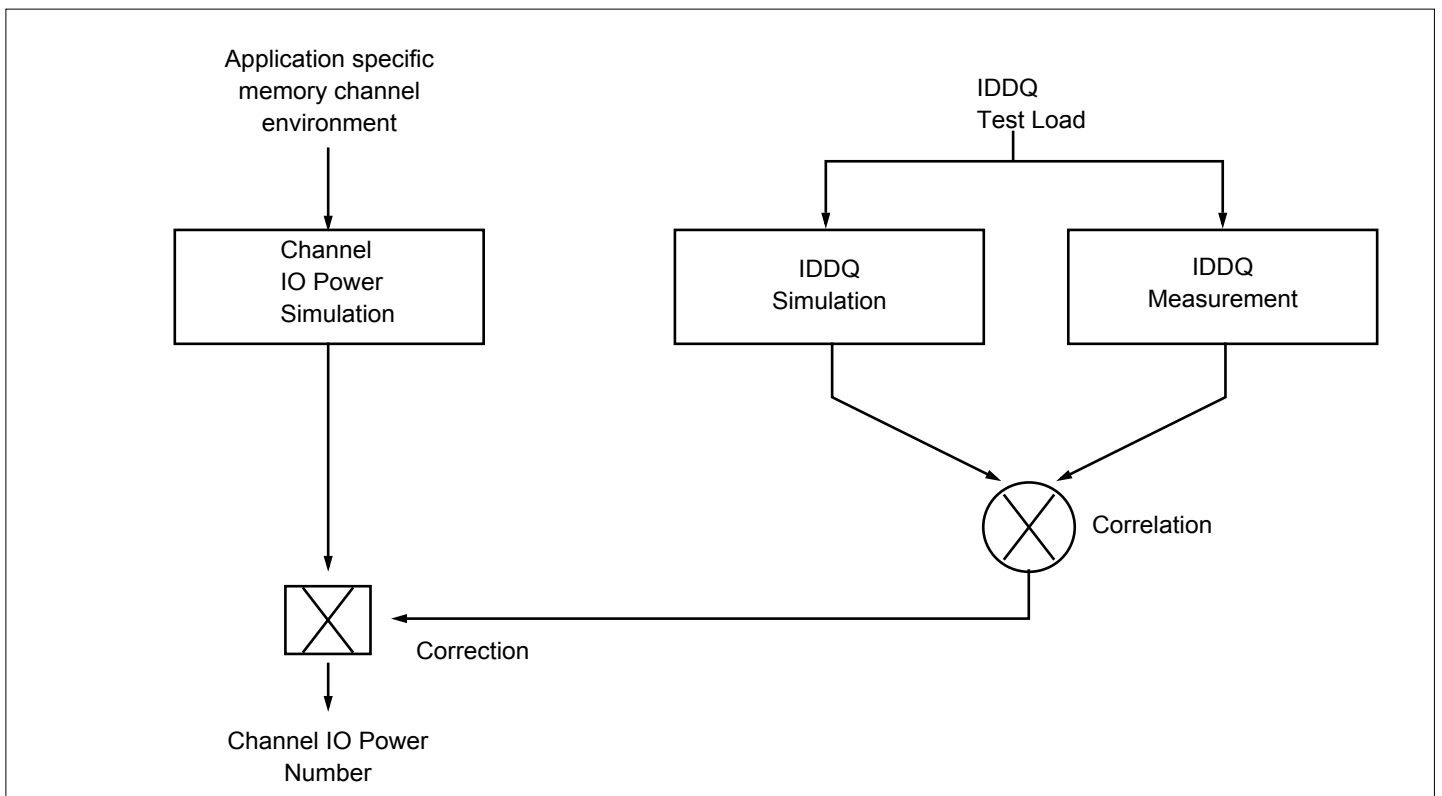 Application specific
memory channel
environment
IDDQ
Test Load
Channel
IO Power
Simulation
IDDQ
Simulation
IDDQ
Measurement
Correlation
Correction
Channel IO Power
Number